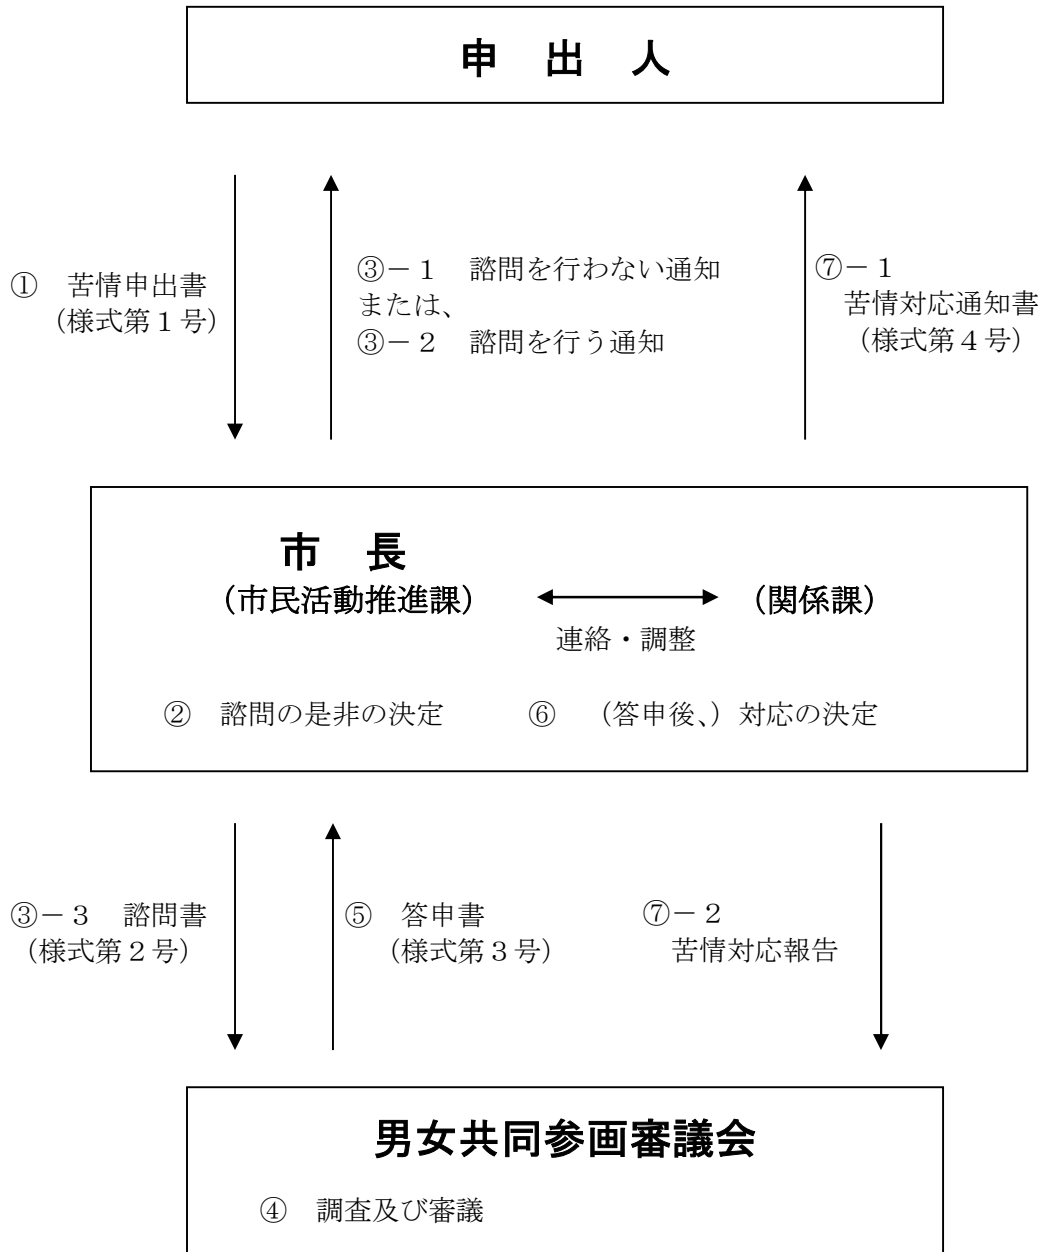 申　出　人
①　苦情申出書
（様式第１号）
③－１　諮問を行わない通知
または、
③－２　諮問を行う通知
⑦－１
苦情対応通知書
（様式第４号）
市　長
（市民活動推進課）
（関係課）
連絡・調整
②　諮問の是非の決定
⑥　（答申後、）対応の決定
③－３　諮問書
（様式第２号）
⑤　答申書
（様式第３号）
⑦－２
苦情対応報告
男女共同参画審議会
④　調査及び審議